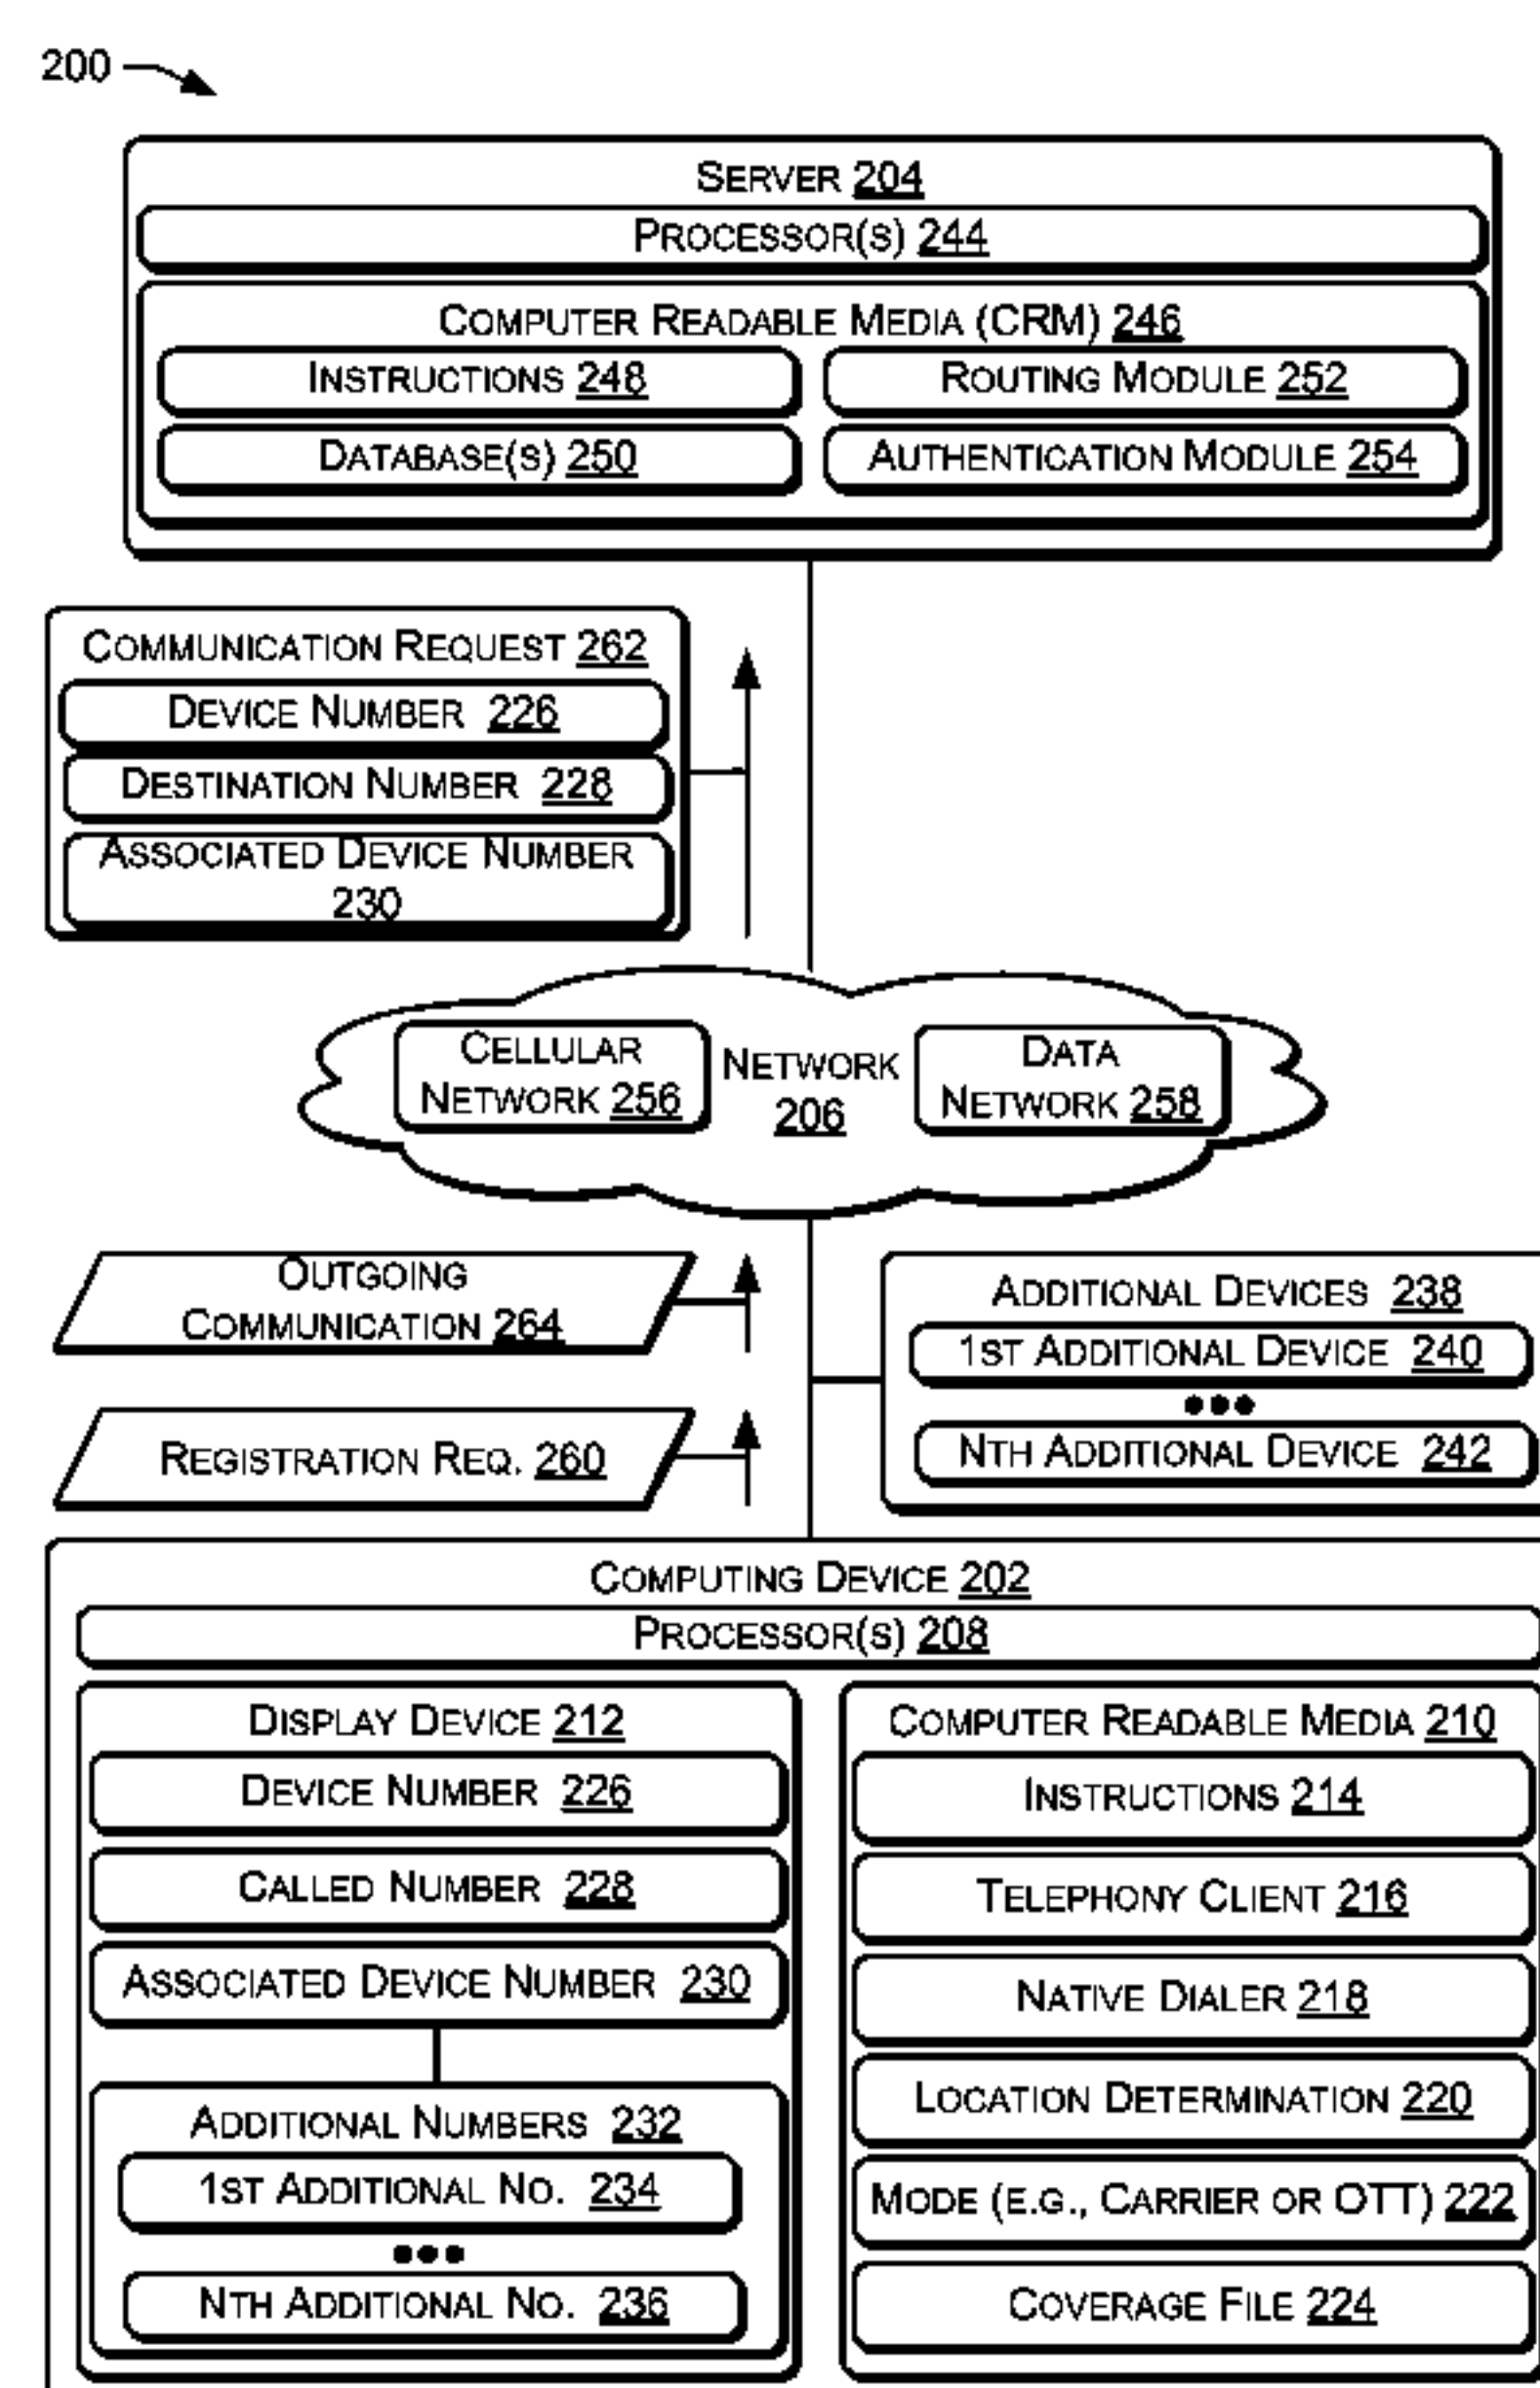 200
SERVER 204
PROCESSOR(S) 244
COMPUTER READABLE MEDIA (CRM) 246
INSTRUCTIONS 248
ROUTING MODULE 252
DATABASE(S) 250
AUTHENTICATION MODULE 254
COMMUNICATION REQUEST 262
DEVICE NUMBER 226
DESTINATION NUMBER 228
ASSOCIATED DEVICE NUMBER
230
CELLULAR
NETWORK 256
NETWORK
206
DATA
NETWORK 258
OUTGOING
COMMUNICATION 264
REGISTRATION REQ. 260
ADDITIONAL DEVICES 238
1ST ADDITIONAL DEVICE 240
NTH ADDITIONAL DEVICE 242
COMPUTING DEVICE 202
PROCESSOR(S) 208
DISPLAY DEVICE 212
DEVICE NUMBER 226
CALLED NUMBER 228
ASSOCIATED DEVICE NUMBER 230
ADDITIONAL NUMBERS 232
1ST ADDITIONAL NO. 234
NTH ADDITIONAL NO. 236
COMPUTER READABLE MEDIA 210
INSTRUCTIONS 214
TELEPHONY CLIENT 216
NATIVE DIALER 218
LOCATION DETERMINATION 220
MODE (E.G., CARRIER OR OTT) 222
COVERAGE FILE 224